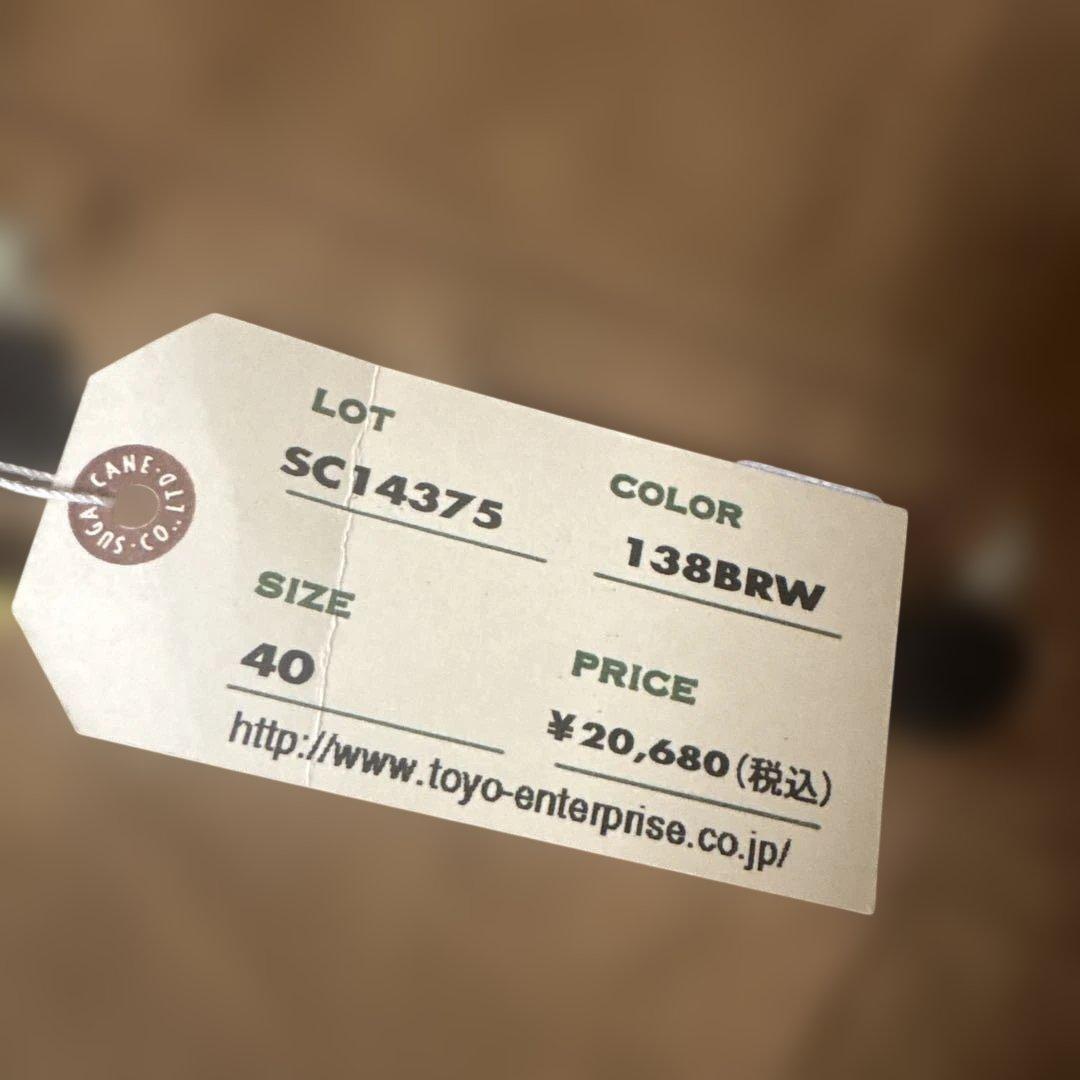 SUGAR CANE·CO.,LTD·
LOT
SC14375
COLOR
138BRW
SIZE
40
PRICE
¥20,680(税込)
http://www.toyo-enterprise.co.jp/